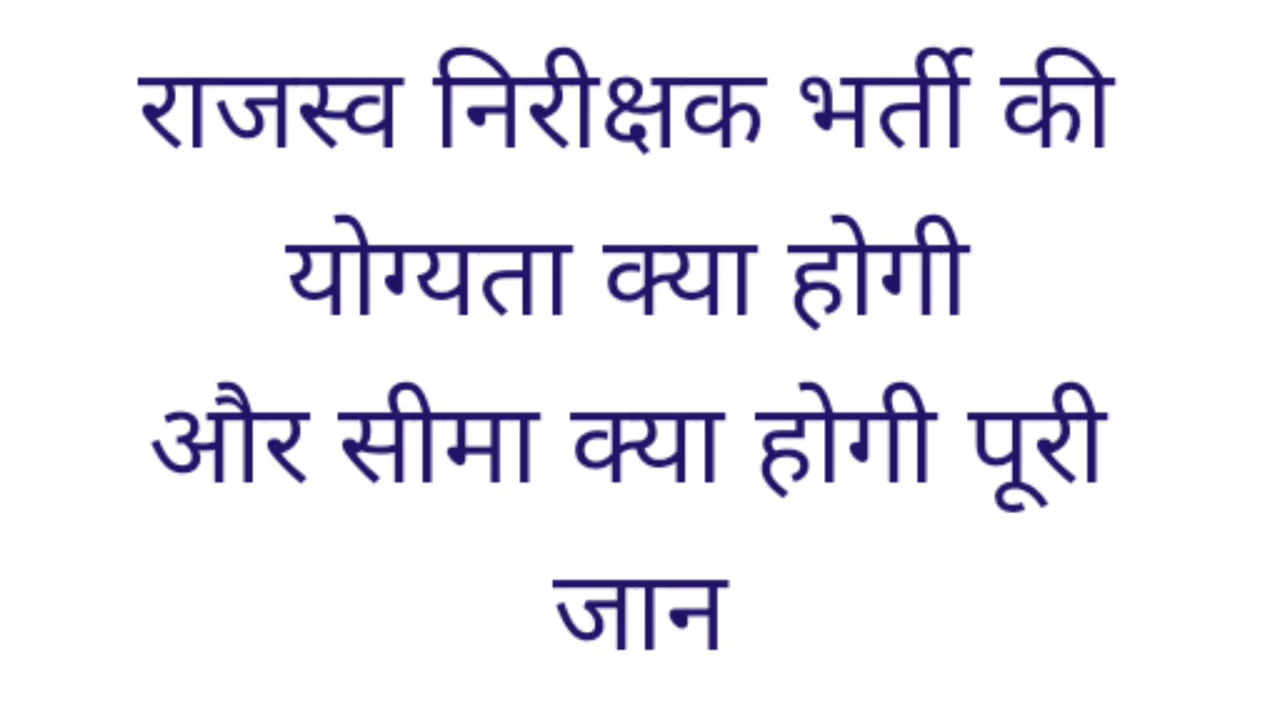 राजस्व निरीक्षक भर्ती की
योग्यता क्या होगी
और सीमा क्या होगी पूरी
जान